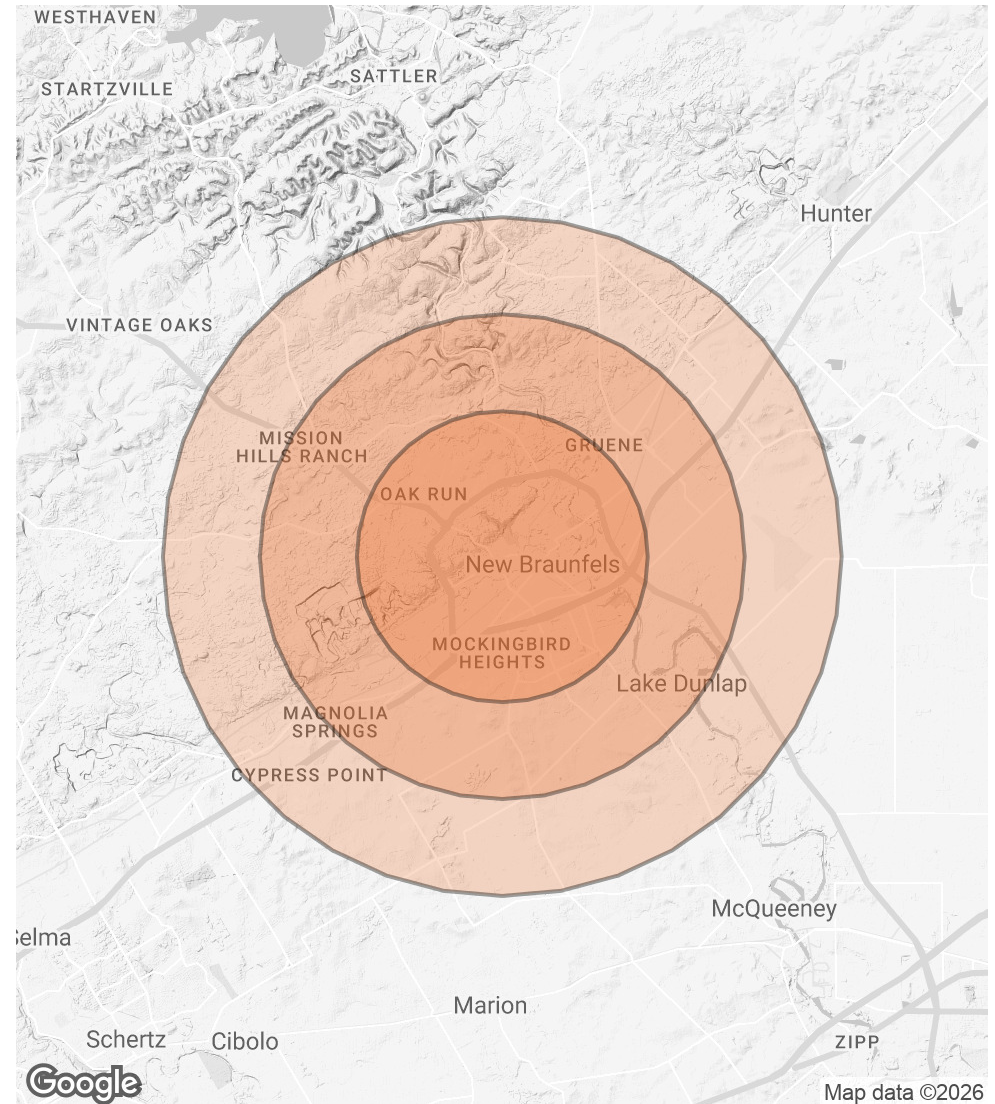 WESTHAVEN
SATTLER
STARTZVILLE
Hunter
VINTAGE OAKS
MISSION
HILLS RANCH
GRUENE
OAK RUN
New Braunfels
MOCKINGBIRD
HEIGHTS
Lake Dunlap
MAGNOLIA
SPRINGS
CYPRESS POINT
McQueeney
Selma
Marion
Schertz
Cibolo
ZIPP
Google
Map data ©2026